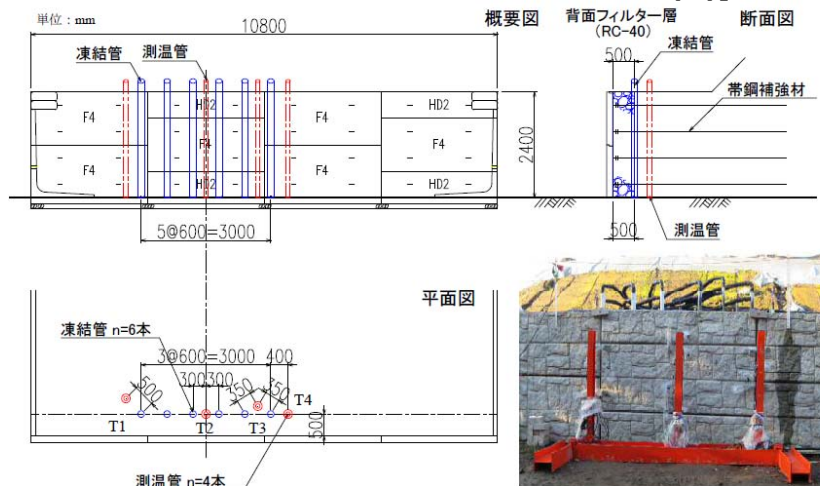 単位：mm
10800
概要図
凍結管
測温管
F4
HD2
F4
HD2
F4
F4
F4
HD2
F4
HD2
2400
5@600=3000
背面フィルター層
(RC-40)
断面図
500
凍結管
帯鋼補強材
500
測温管
平面図
凍結管 n=6本
3@600=3000
400
500
300
300
350
350
T1
T2
T3
T4
500
測温管 n=4本